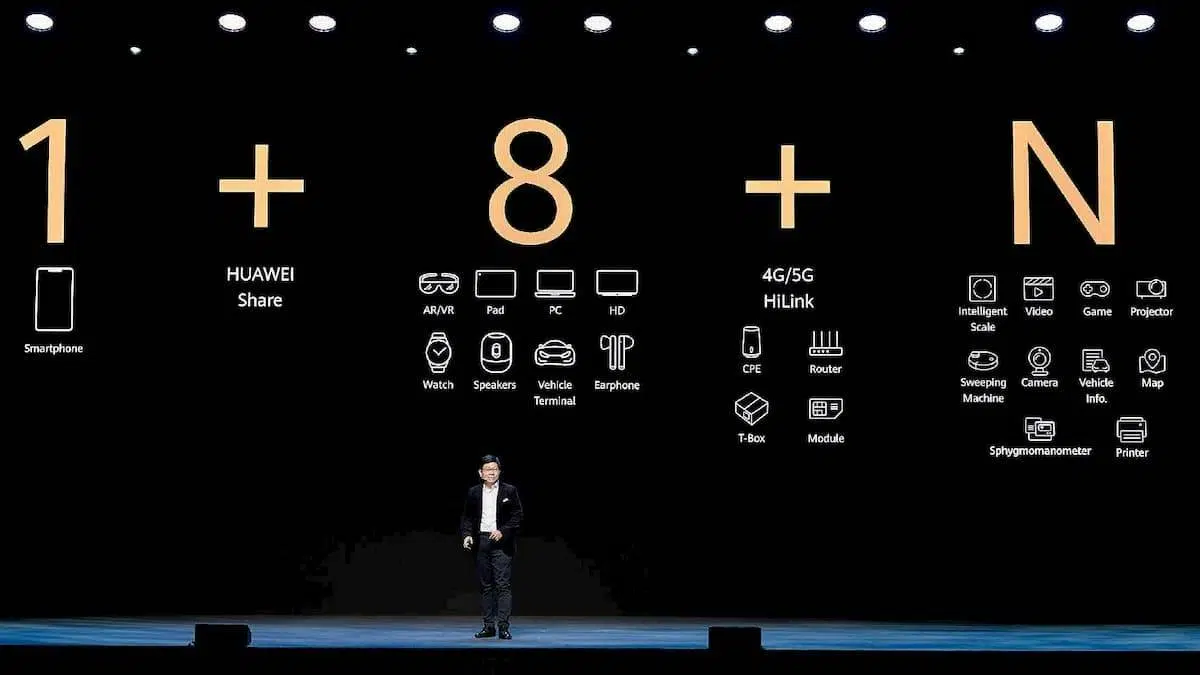 1 + 8 + N
Smartphone
HUAWEI
Share
AR/VR Pad PC HD
Watch Speakers Vehicle Terminal Earphone
4G/5G
HiLink
CPE Router
T-Box Module
Intelligent Scale Video Game Projector
Sweeping Machine Camera Vehicle Info. Map
Sphygmomanometer Printer